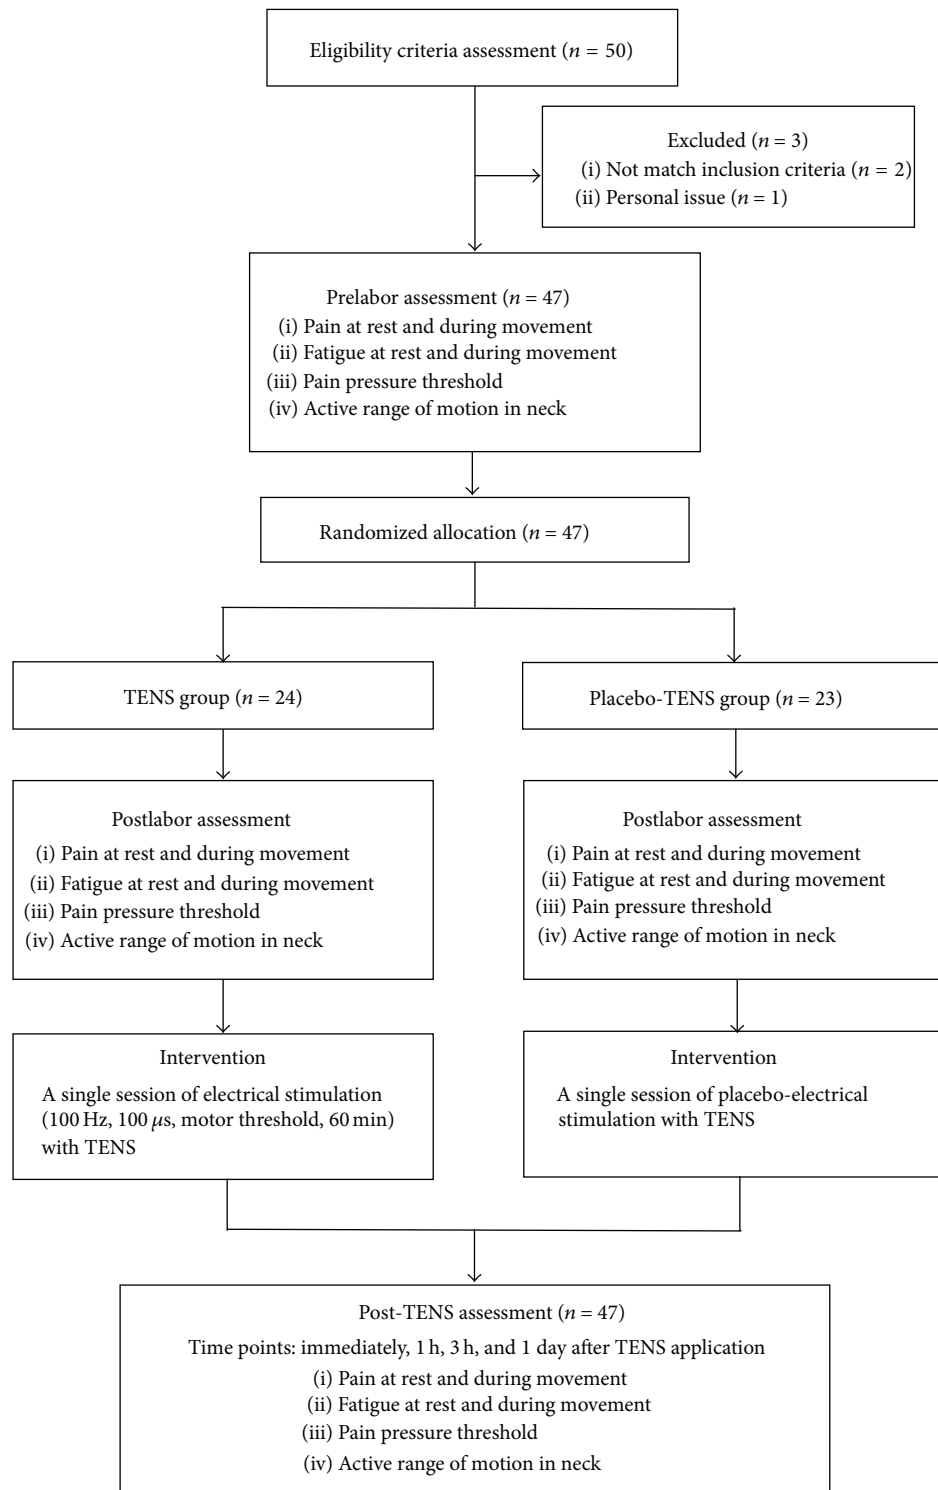 Eligibility criteria assessment (n = 50)
Excluded (n = 3)
(i) Not match inclusion criteria (n = 2)
(ii) Personal issue (n = 1)
Prelabor assessment (n = 47)
(i) Pain at rest and during movement
(ii) Fatigue at rest and during movement
(iii) Pain pressure threshold
(iv) Active range of motion in neck
Randomized allocation (n = 47)
TENS group (n = 24)
Placebo-TENS group (n = 23)
Postlabor assessment
(i) Pain at rest and during movement
(ii) Fatigue at rest and during movement
(iii) Pain pressure threshold
(iv) Active range of motion in neck
Postlabor assessment
(i) Pain at rest and during movement
(ii) Fatigue at rest and during movement
(iii) Pain pressure threshold
(iv) Active range of motion in neck
Intervention
A single session of electrical stimulation
(100 Hz, 100 μs, motor threshold, 60 min)
with TENS
Intervention
A single session of placebo-electrical
stimulation with TENS
Post-TENS assessment (n = 47)
Time points: immediately, 1 h, 3 h, and 1 day after TENS application
(i) Pain at rest and during movement
(ii) Fatigue at rest and during movement
(iii) Pain pressure threshold
(iv) Active range of motion in neck